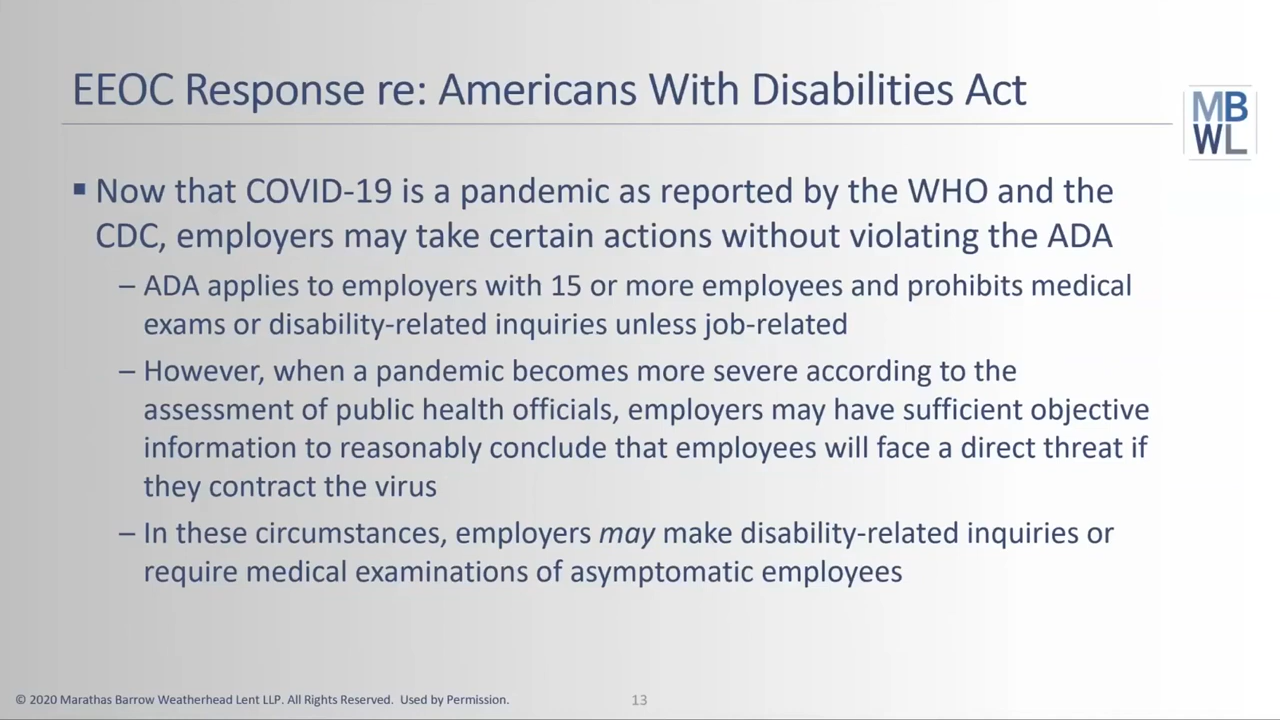 EEOC Response re: Americans With Disabilities Act
MB
WL
▪ Now that COVID-19 is a pandemic as reported by the WHO and the
CDC, employers may take certain actions without violating the ADA
– ADA applies to employers with 15 or more employees and prohibits medical
exams or disability-related inquiries unless job-related
– However, when a pandemic becomes more severe according to the
assessment of public health officials, employers may have sufficient objective
information to reasonably conclude that employees will face a direct threat if
they contract the virus
– In these circumstances, employers may make disability-related inquiries or
require medical examinations of asymptomatic employees
© 2020 Marathas Barrow Weatherhead Lent LLP. All Rights Reserved. Used by Permission.
13